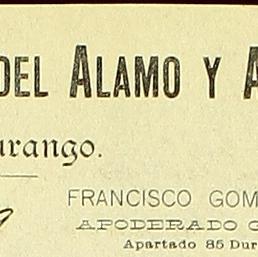 DEL ALAMO Y A
urango.
FRANCISCO GOM
APODERADO G
Apartado 85 Dur